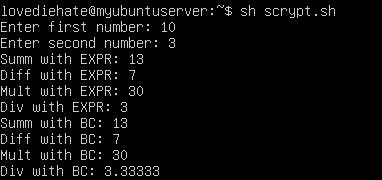 lovediehate@myubuntuserver:~$ sh scrypt.sh
Enter first number: 10
Enter second number: 3
Summ with EXPR: 13
Diff with EXPR: 7
Mult with EXPR: 30
Div with EXPR: 3
Summ with BC: 13
Diff with BC: 7
Mult with BC: 30
Div with BC: 3.33333